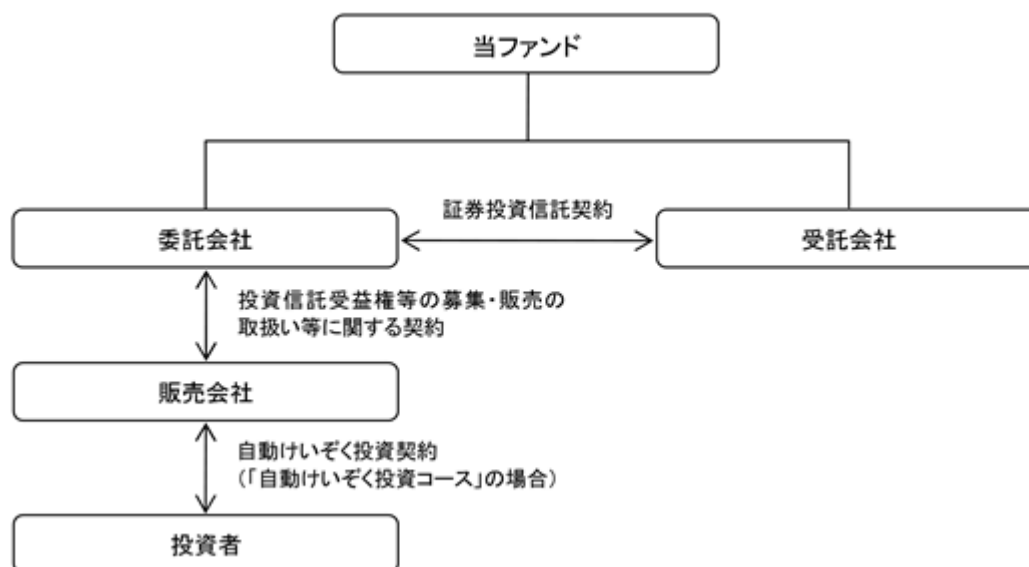 当ファンド
証券投資信託契約
委託会社
受託会社
投資信託受益権等の募集・販売の
取扱い等に関する契約
販売会社
自動けいぞく投資契約
(「自動けいぞく投資コース」の場合)
投資者